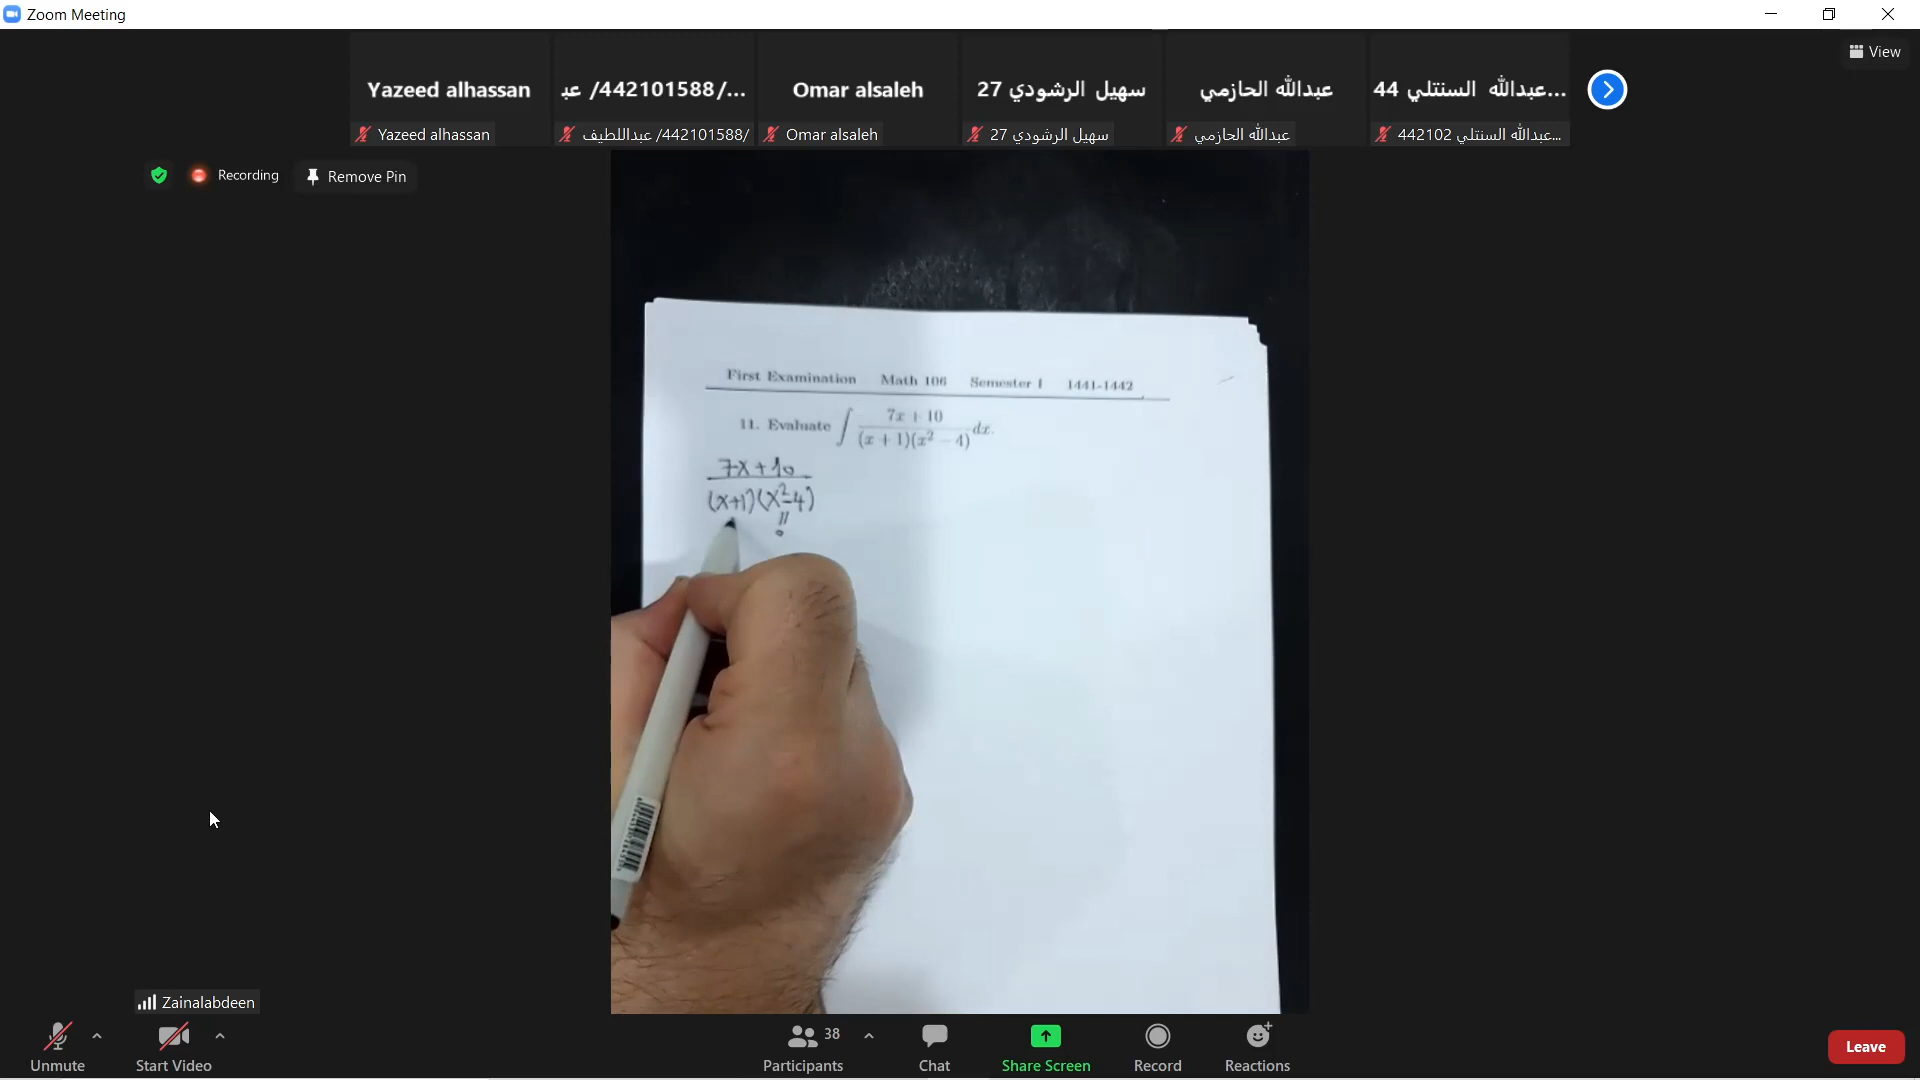 Zoom Meeting
View
Yazeed alhassan
عبـ /442101588/...
Omar alsaleh
سهيل الرشودي 27
عبدالله الحازمي
عبدالله السنتلي 44...
Yazeed alhassan
عبداللطيف /442101588/
Omar alsaleh
سهيل الرشودي 27
عبدالله الحازمي
عبدالله السنتلي 442102...
Recording
Remove Pin
First Examination Math 106 Semester I 1441-1442
11. Evaluate ∫ (7x + 10)/((x + 1)(x² − 4)) dx.
7x+10
(x+1)(x²-4)
Zainalabdeen
Unmute
Start Video
Participants 38
Chat
Share Screen
Record
Reactions
Leave